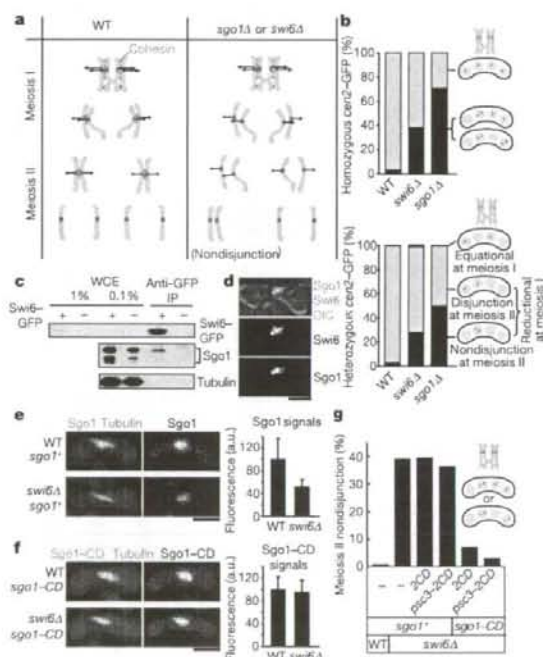 a
WT
sgo1Δ or swi6Δ
Cohesin
Meiosis I
Meiosis II
(Nondisjunction)
b
Homozygous cen2–GFP (%)
100
80
60
40
20
0
WT
swi6Δ
sgo1Δ
Heterozygous cen2–GFP (%)
100
80
60
40
20
0
WT
swi6Δ
sgo1Δ
Equational at meiosis I
Disjunction at meiosis II
Nondisjunction at meiosis II
Reductional at meiosis I
c
WCE
Anti-GFP IP
1%
0.1%
Swi6–GFP
+ − + − + −
Swi6–GFP
Sgo1
Tubulin
d
Sgo1
Swi6
DIC
Swi6
Sgo1
e
Sgo1 Tubulin
Sgo1
WT sgo1⁺
swi6Δ sgo1⁺
Sgo1 signals
Fluorescence (a.u.)
150
100
50
0
WT swi6Δ
f
Sgo1–CD Tubulin
Sgo1–CD
WT sgo1–CD
swi6Δ sgo1–CD
Sgo1–CD signals
Fluorescence (a.u.)
150
100
50
0
WT swi6Δ
g
Meiosis II nondisjunction (%)
50
40
30
20
10
0
or
–
–
2CD
psc3–2CD
2CD
psc3–2CD
sgo1⁺
sgo1–CD
WT
swi6Δ